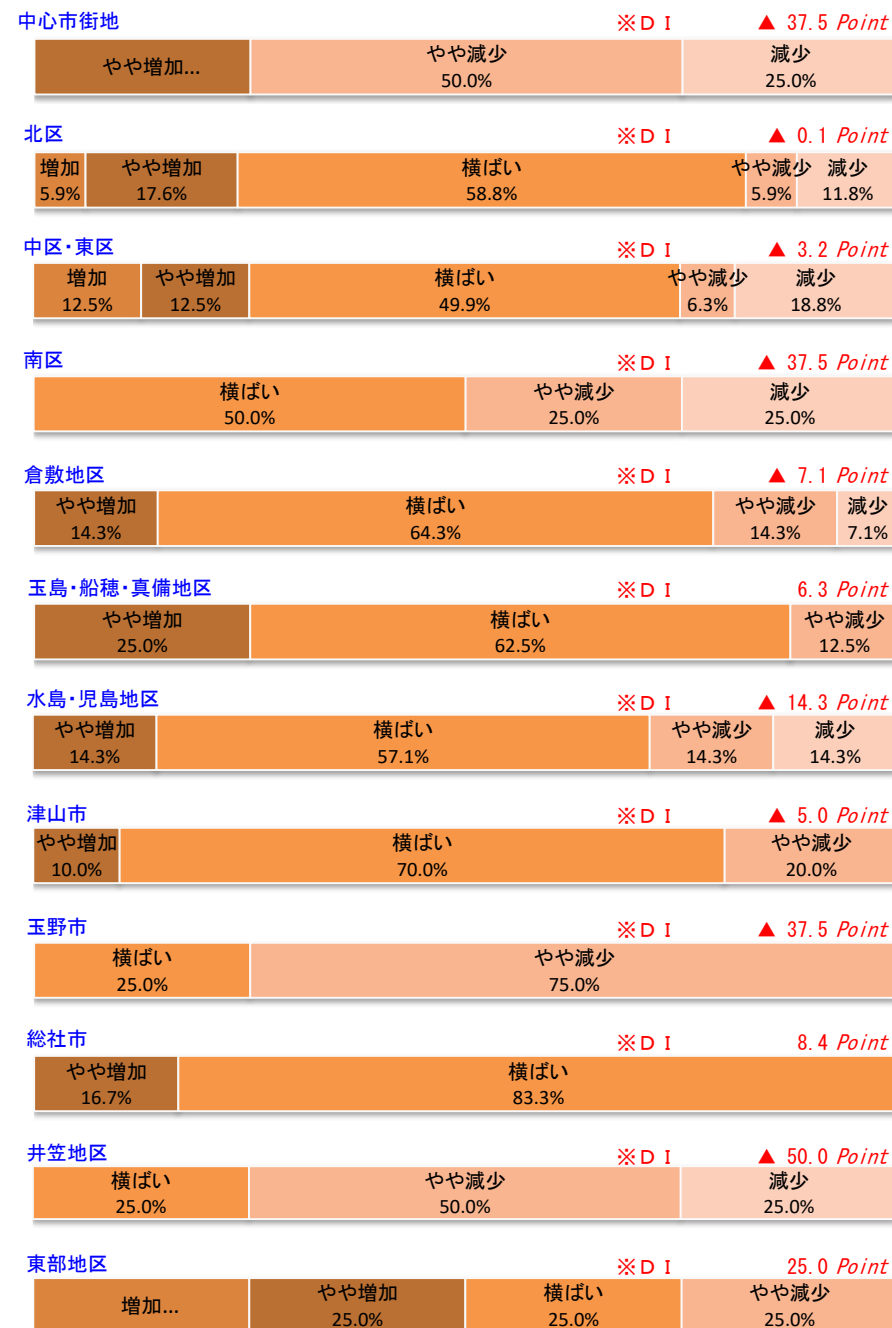 中心市街地 ※ＤＩ ▲ 37.5 Point
やや増加... やや減少 減少
50.0% 25.0%
北区 ※ＤＩ ▲ 0.1 Point
増加 やや増加 横ばい やや減少 減少
5.9% 17.6% 58.8% 5.9% 11.8%
中区・東区 ※ＤＩ ▲ 3.2 Point
増加 やや増加 横ばい やや減少 減少
12.5% 12.5% 49.9% 6.3% 18.8%
南区 ※ＤＩ ▲ 37.5 Point
横ばい やや減少 減少
50.0% 25.0% 25.0%
倉敷地区 ※ＤＩ ▲ 7.1 Point
やや増加 横ばい やや減少 減少
14.3% 64.3% 14.3% 7.1%
玉島・船穂・真備地区 ※ＤＩ 6.3 Point
やや増加 横ばい やや減少
25.0% 62.5% 12.5%
水島・児島地区 ※ＤＩ ▲ 14.3 Point
やや増加 横ばい やや減少 減少
14.3% 57.1% 14.3% 14.3%
津山市 ※ＤＩ ▲ 5.0 Point
やや増加 横ばい やや減少
10.0% 70.0% 20.0%
玉野市 ※ＤＩ ▲ 37.5 Point
横ばい やや減少
25.0% 75.0%
総社市 ※ＤＩ 8.4 Point
やや増加 横ばい
16.7% 83.3%
井笠地区 ※ＤＩ ▲ 50.0 Point
横ばい やや減少 減少
25.0% 50.0% 25.0%
東部地区 ※ＤＩ 25.0 Point
増加... やや増加 横ばい やや減少
25.0% 25.0% 25.0%